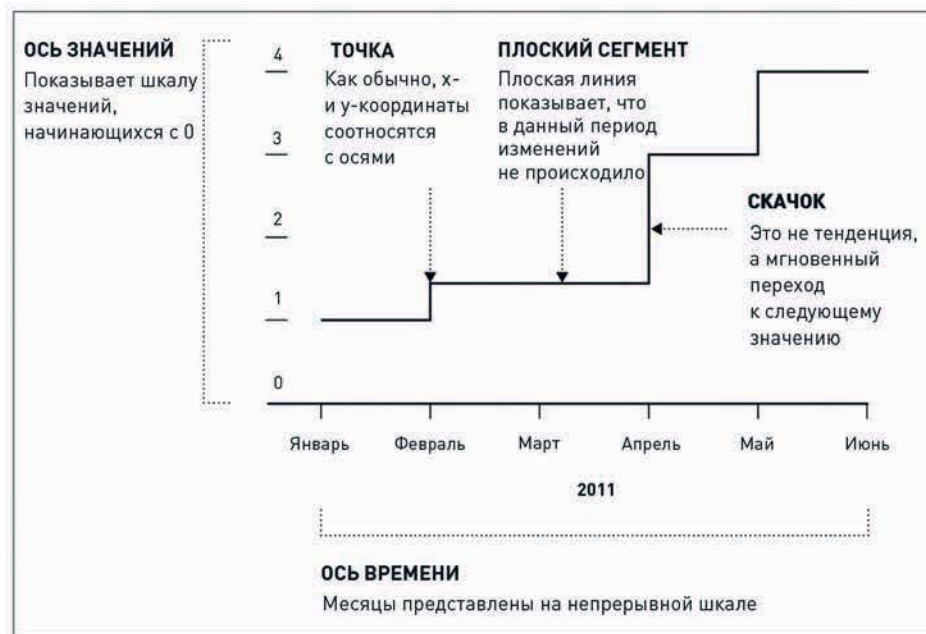 ОСЬ ЗНАЧЕНИЙ
Показывает шкалу
значений,
начинающихся с 0
4
3
2
1
0
ТОЧКА
Как обычно, х-
и у-координаты
соотносятся
с осями
ПЛОСКИЙ СЕГМЕНТ
Плоская линия
показывает, что
в данный период
изменений
не происходило
СКАЧОК
Это не тенденция,
а мгновенный
переход
к следующему
значению
Январь Февраль Март Апрель Май Июнь
2011
ОСЬ ВРЕМЕНИ
Месяцы представлены на непрерывной шкале